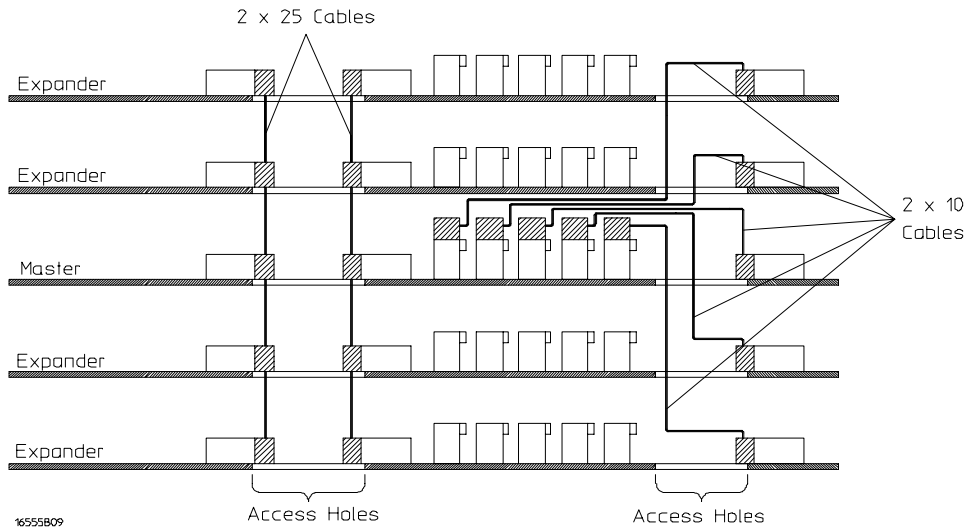 2 x 25 Cables
Expander
Expander
2 x 10
Cables
Master
Expander
Expander
Access Holes
Access Holes
16555B09